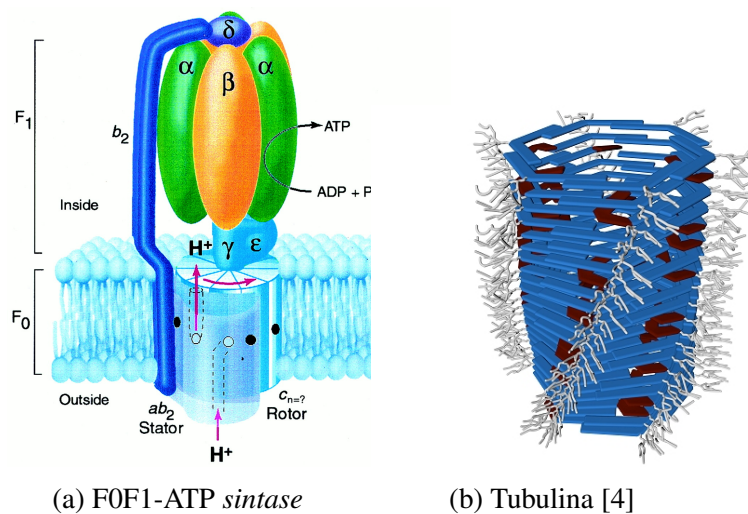 δ
α
α
β
F1
b2
ATP
ADP + P
Inside
H+
γ
ε
F0
Outside
ab2
Stator
cn=?
Rotor
H+
(a) F0F1-ATP sintase
(b) Tubulina [4]